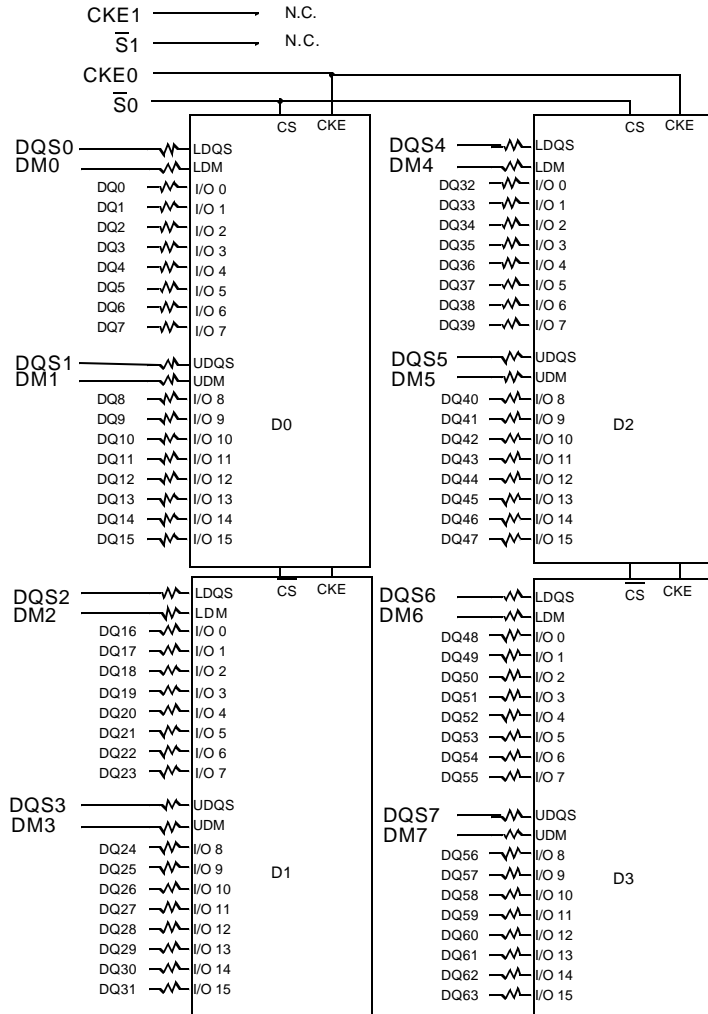 CKE1 N.C.
S̅1 N.C.
CKE0
S̅0
CS CKE
DQS0 LDQS
DM0 LDM
DQ0 I/O 0
DQ1 I/O 1
DQ2 I/O 2
DQ3 I/O 3
DQ4 I/O 4
DQ5 I/O 5
DQ6 I/O 6
DQ7 I/O 7
DQS1 UDQS
DM1 UDM
DQ8 I/O 8
DQ9 I/O 9
DQ10 I/O 10
DQ11 I/O 11
DQ12 I/O 12
DQ13 I/O 13
DQ14 I/O 14
DQ15 I/O 15
D0
CS CKE
DQS4 LDQS
DM4 LDM
DQ32 I/O 0
DQ33 I/O 1
DQ34 I/O 2
DQ35 I/O 3
DQ36 I/O 4
DQ37 I/O 5
DQ38 I/O 6
DQ39 I/O 7
DQS5 UDQS
DM5 UDM
DQ40 I/O 8
DQ41 I/O 9
DQ42 I/O 10
DQ43 I/O 11
DQ44 I/O 12
DQ45 I/O 13
DQ46 I/O 14
DQ47 I/O 15
D2
C̅S̅ CKE
DQS2 LDQS
DM2 LDM
DQ16 I/O 0
DQ17 I/O 1
DQ18 I/O 2
DQ19 I/O 3
DQ20 I/O 4
DQ21 I/O 5
DQ22 I/O 6
DQ23 I/O 7
DQS3 UDQS
DM3 UDM
DQ24 I/O 8
DQ25 I/O 9
DQ26 I/O 10
DQ27 I/O 11
DQ28 I/O 12
DQ29 I/O 13
DQ30 I/O 14
DQ31 I/O 15
D1
C̅S̅ CKE
DQS6 LDQS
DM6 LDM
DQ48 I/O 0
DQ49 I/O 1
DQ50 I/O 2
DQ51 I/O 3
DQ52 I/O 4
DQ53 I/O 5
DQ54 I/O 6
DQ55 I/O 7
DQS7 UDQS
DM7 UDM
DQ56 I/O 8
DQ57 I/O 9
DQ58 I/O 10
DQ59 I/O 11
DQ60 I/O 12
DQ61 I/O 13
DQ62 I/O 14
DQ63 I/O 15
D3